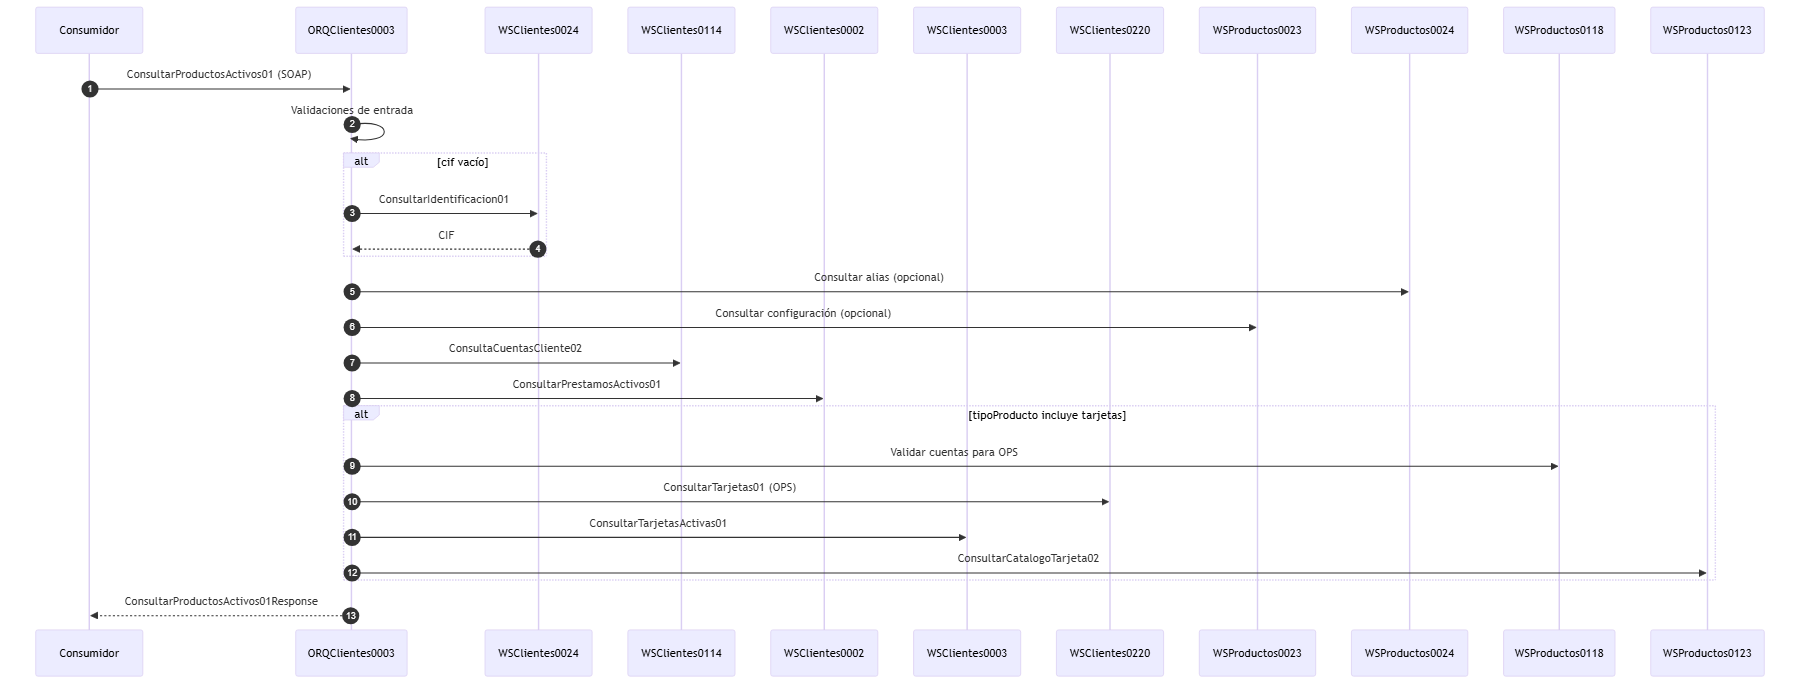 Consumidor
ORQClientes0003
WSClientes0024
WSClientes0114
WSClientes0002
WSClientes0003
WSClientes0220
WSProductos0023
WSProductos0024
WSProductos0118
WSProductos0123
ConsultarProductosActivos01 (SOAP)
1
Validaciones de entrada
2
alt
[cif vacío]
ConsultarIdentificacion01
3
CIF
4
Consultar alias (opcional)
5
Consultar configuración (opcional)
6
ConsultaCuentasCliente02
7
ConsultarPrestamosActivos01
8
alt
[tipoProducto incluye tarjetas]
Validar cuentas para OPS
9
ConsultarTarjetas01 (OPS)
10
ConsultarTarjetasActivas01
11
ConsultarCatalogoTarjeta02
12
ConsultarProductosActivos01Response
13
Consumidor
ORQClientes0003
WSClientes0024
WSClientes0114
WSClientes0002
WSClientes0003
WSClientes0220
WSProductos0023
WSProductos0024
WSProductos0118
WSProductos0123